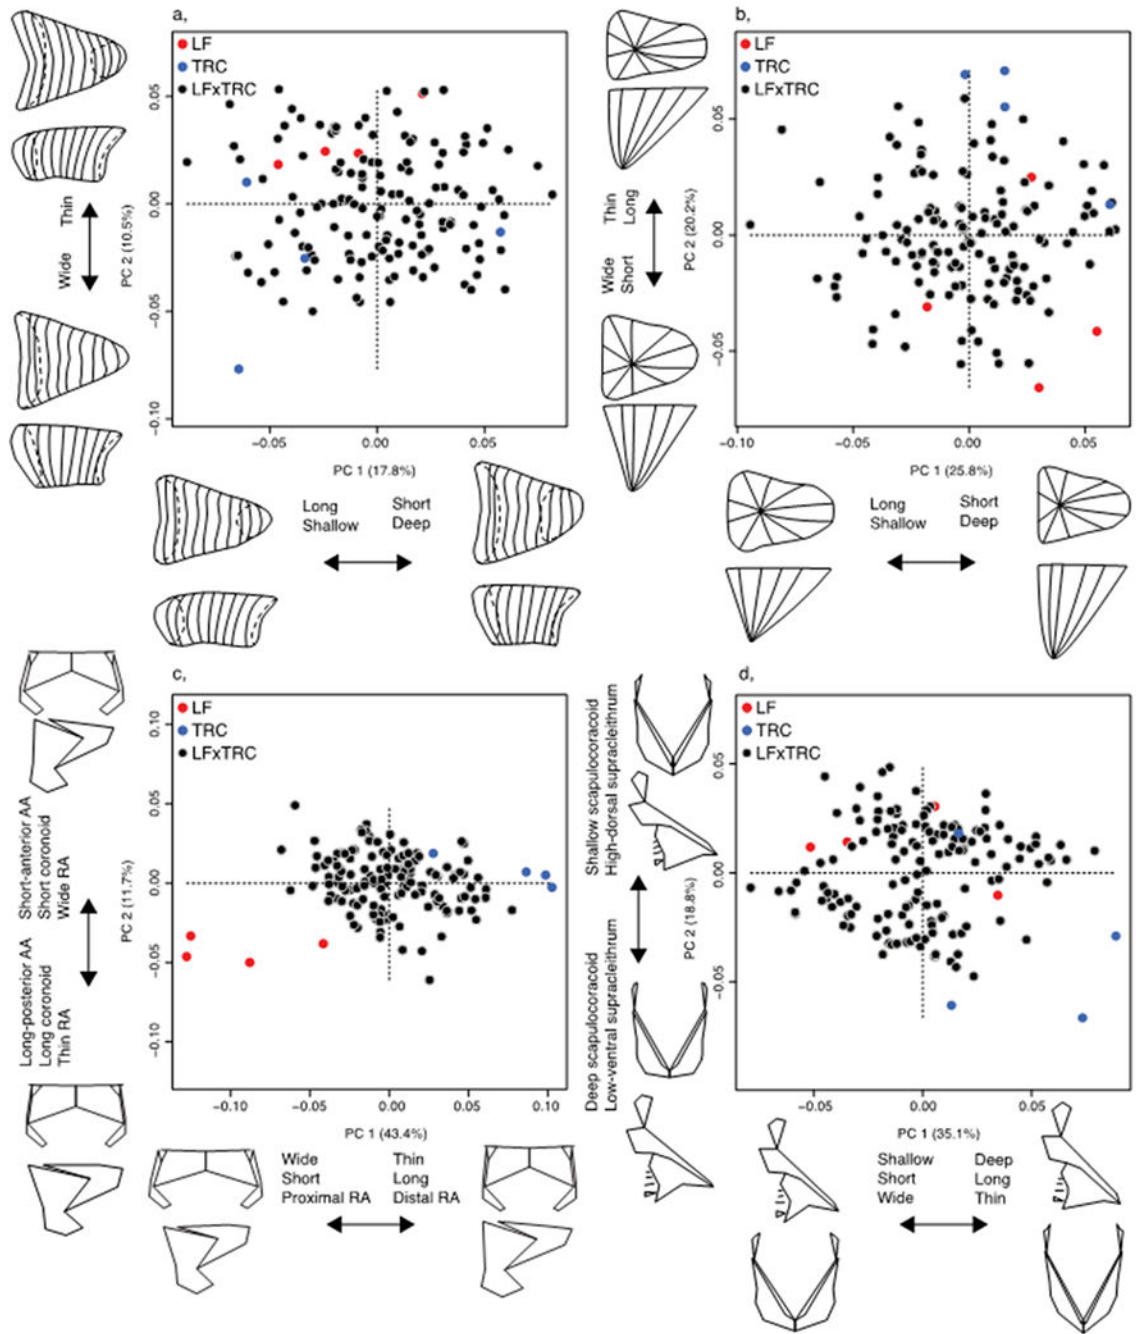 a,
LF
TRC
LFxTRC
0.05
0.00
−0.05
−0.10
PC 2 (10.5%)
Thin
Wide
−0.05
0.00
0.05
PC 1 (17.8%)
Long
Shallow
Short
Deep
b,
LF
TRC
LFxTRC
0.05
0.00
−0.05
PC 2 (20.2%)
Thin
Long
Wide
Short
−0.10
−0.05
0.00
0.05
PC 1 (25.8%)
Long
Shallow
Short
Deep
c,
LF
TRC
LFxTRC
0.10
0.05
0.00
−0.05
−0.10
PC 2 (11.7%)
Short-anterior AA
Short coronoid
Wide RA
Long-posterior AA
Long coronoid
Thin RA
−0.10
−0.05
0.00
0.05
0.10
PC 1 (43.4%)
Wide
Short
Proximal RA
Thin
Long
Distal RA
d,
LF
TRC
LFxTRC
0.05
0.00
−0.05
PC 2 (18.8%)
Shallow scapulocoracoid
High-dorsal supracleithrum
Deep scapulocoracoid
Low-ventral supracleithrum
−0.05
0.00
0.05
PC 1 (35.1%)
Shallow
Short
Wide
Deep
Long
Thin